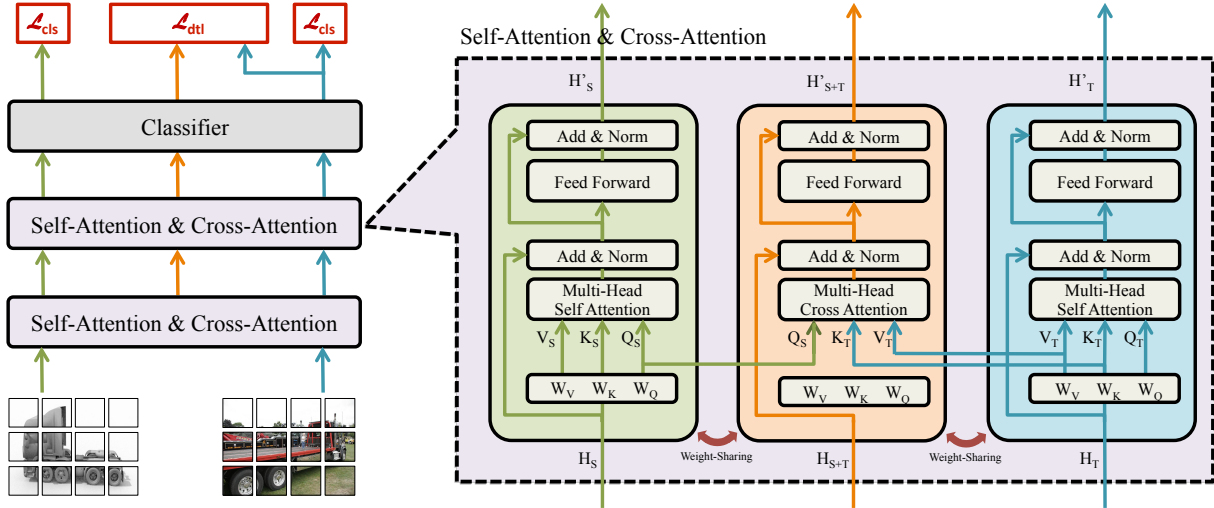 ℒcls
ℒdtl
ℒcls
Classifier
Self-Attention & Cross-Attention
Self-Attention & Cross-Attention
Self-Attention & Cross-Attention
H'S
H'S+T
H'T
Add & Norm
Add & Norm
Add & Norm
Feed Forward
Feed Forward
Feed Forward
Add & Norm
Add & Norm
Add & Norm
Multi-Head
Self Attention
Multi-Head
Cross Attention
Multi-Head
Self Attention
VS KS QS
QS KT VT
VT KT QT
WV WK WQ
WV WK WQ
WV WK WQ
Weight-Sharing
Weight-Sharing
HS
HS+T
HT